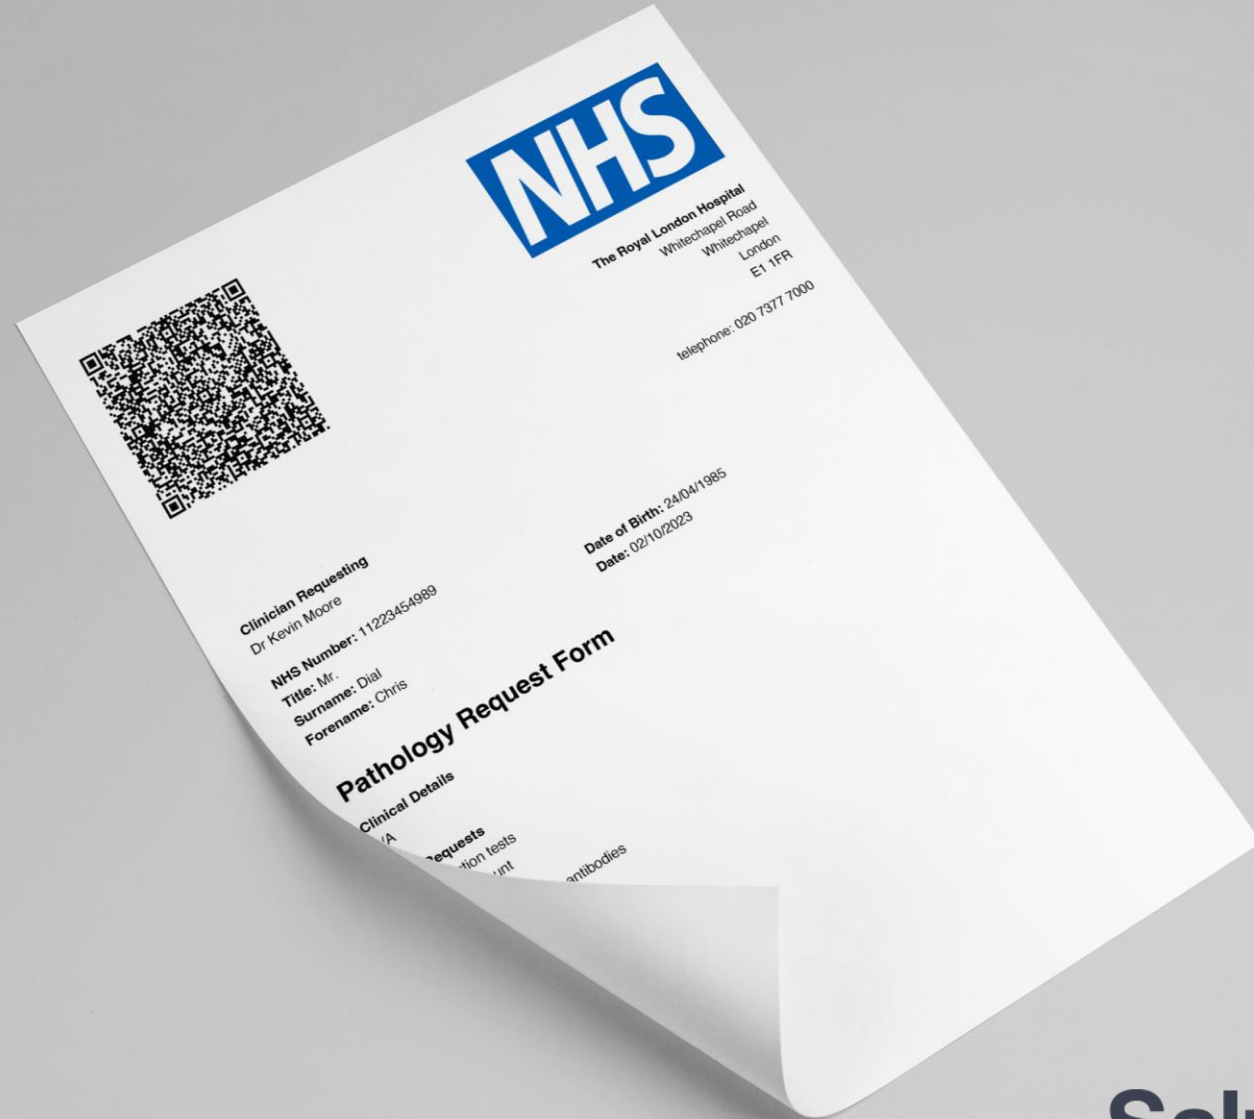 NHS
The Royal London Hospital
Whitechapel Road
Whitechapel
London
E1 1FR
telephone: 020 7377 7000
Clinician Requesting
Dr Kevin Moore
Date of Birth: 24/04/1985
Date: 02/10/2023
NHS Number: 11223454989
Title: Mr.
Surname: Dial
Forename: Chris
Pathology Request Form
Clinical Details
/A
tests
antibodies